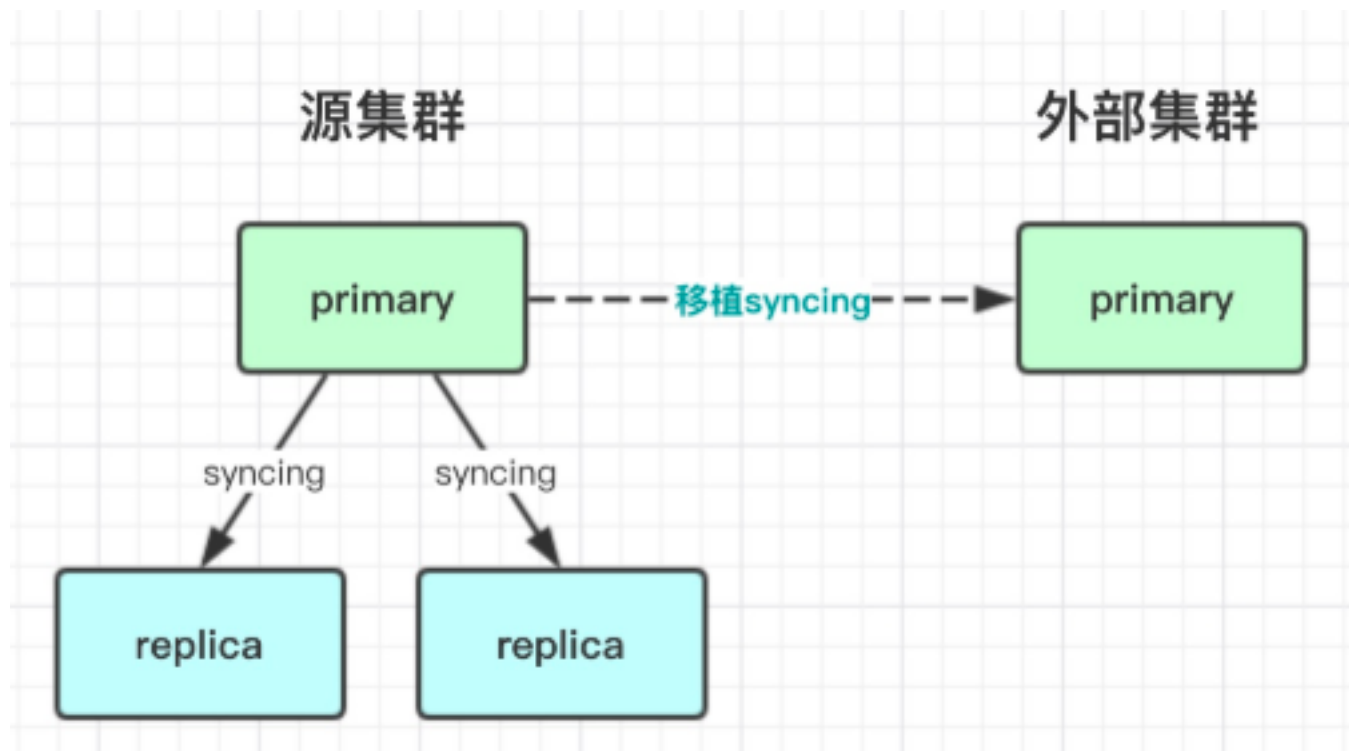 源集群
外部集群
primary
移植syncing
primary
syncing
syncing
replica
replica